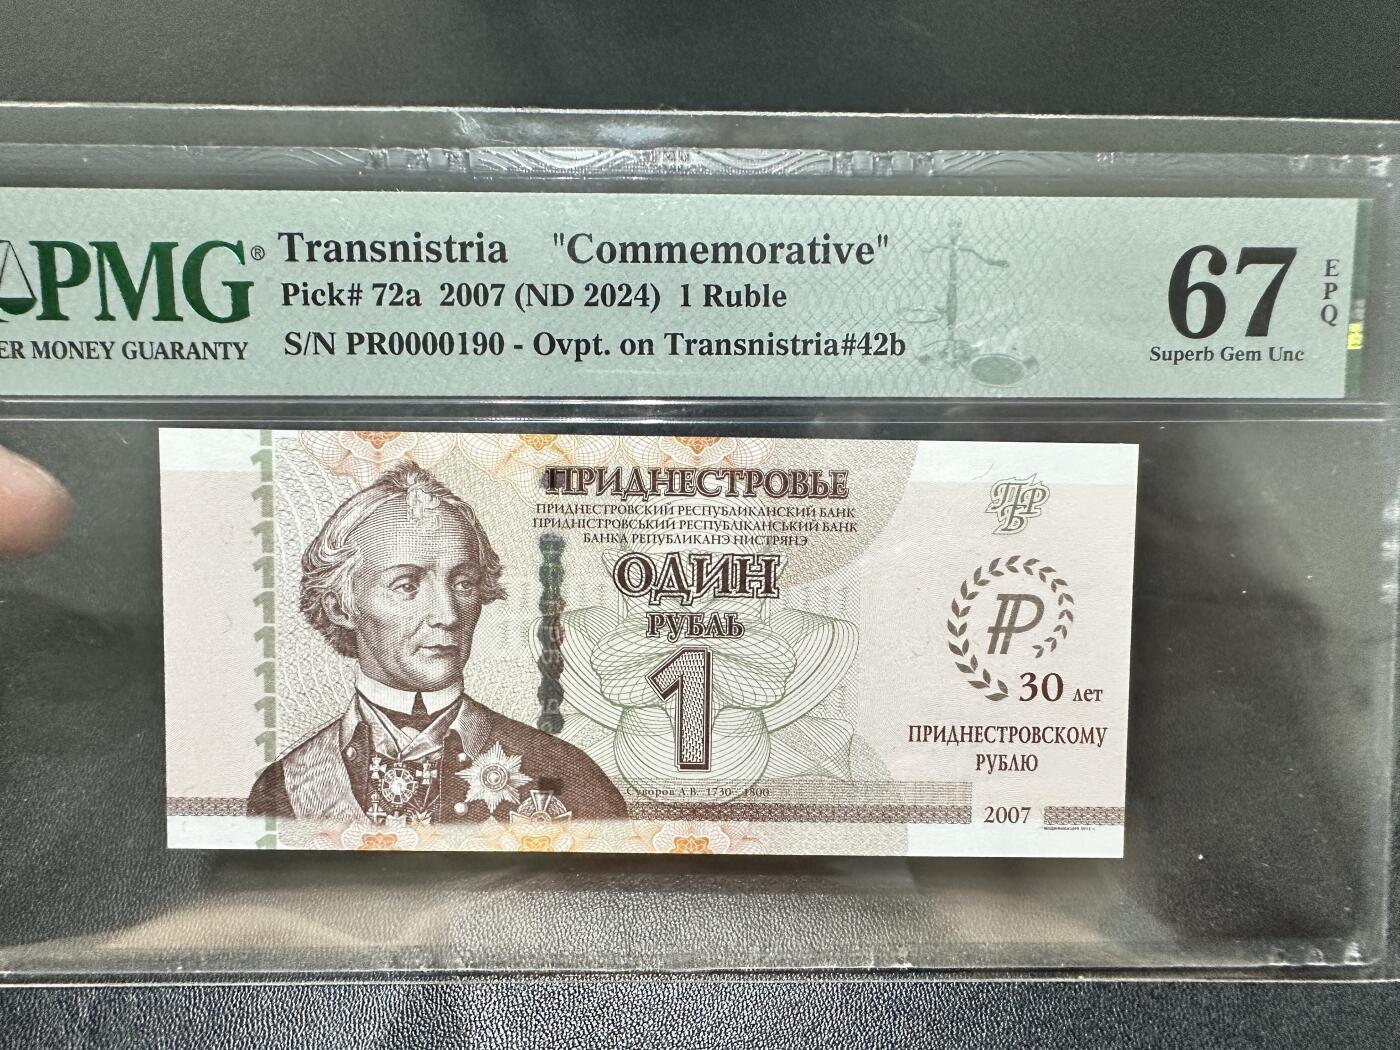 PMG®
ER MONEY GUARANTY
Transnistria "Commemorative"
Pick# 72a 2007 (ND 2024) 1 Ruble
S/N PR0000190 - Ovpt. on Transnistria#42b
67
EPQ
Superb Gem Unc
ПРИДНЕСТРОВЬЕ
ПРИДНЕСТРОВСКИЙ РЕСПУБЛИКАНСКИЙ БАНК
ПРИДНІСТРОВСЬКИЙ РЕСПУБЛІКАНСЬКИЙ БАНК
БАНКА РЕПУБЛИКАНЭ НИСТРЯНЭ
ОДИН
РУБЛЬ
1
ПРБ
30 лет
ПРИДНЕСТРОВСКОМУ
РУБЛЮ
Суворов А.В. 1730 - 1800
2007